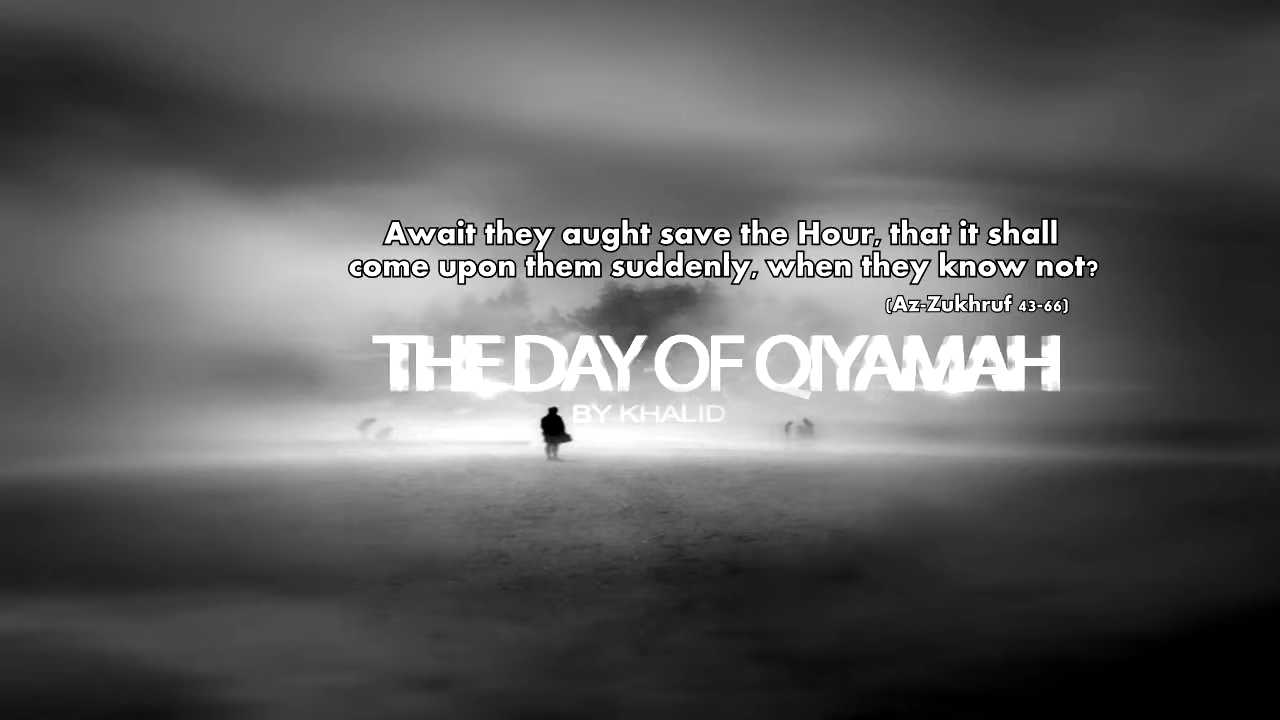 Await they aught save the Hour, that it shall
come upon them suddenly, when they know not?
(Az-Zukhruf 43-66)
THE DAY OF QIYAMAH
BY KHALID